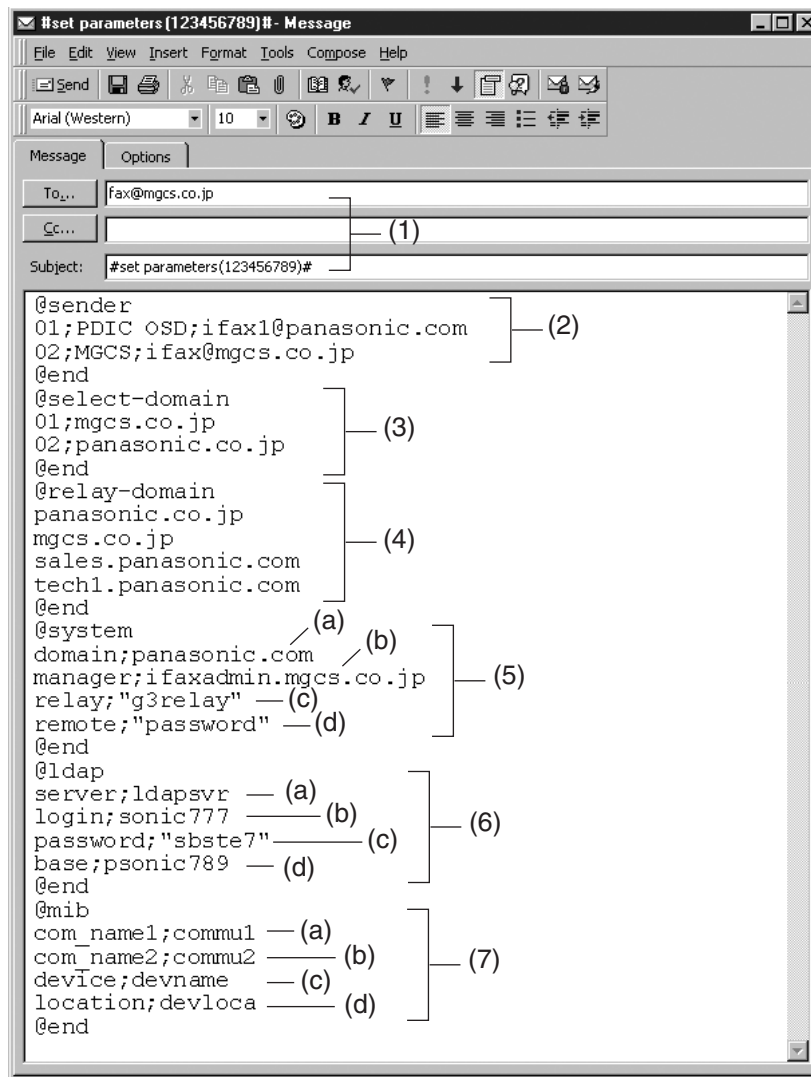 #set parameters(123456789)# - Message
File Edit View Insert Format Tools Compose Help
Send
Arial (Western) 10 B I U
Message Options
To... fax@mgcs.co.jp
Cc...
(1)
Subject: #set parameters(123456789)#
@sender
01;PDIC OSD;ifax1@panasonic.com
(2)
02;MGCS;ifax@mgcs.co.jp
@end
@select-domain
01;mgcs.co.jp
(3)
02;panasonic.co.jp
@end
@relay-domain
panasonic.co.jp
mgcs.co.jp
(4)
sales.panasonic.com
tech1.panasonic.com
@end
@system
(a)
domain;panasonic.com
(b)
manager;ifaxadmin.mgcs.co.jp
(5)
relay;"g3relay" (c)
remote;"password" (d)
@end
@ldap
server;ldapsvr (a)
login;sonic777 (b)
(6)
password;"sbste7" (c)
base;psonic789 (d)
@end
@mib
com_name1;commu1 (a)
com_name2;commu2 (b)
(7)
device;devname (c)
location;devloca (d)
@end